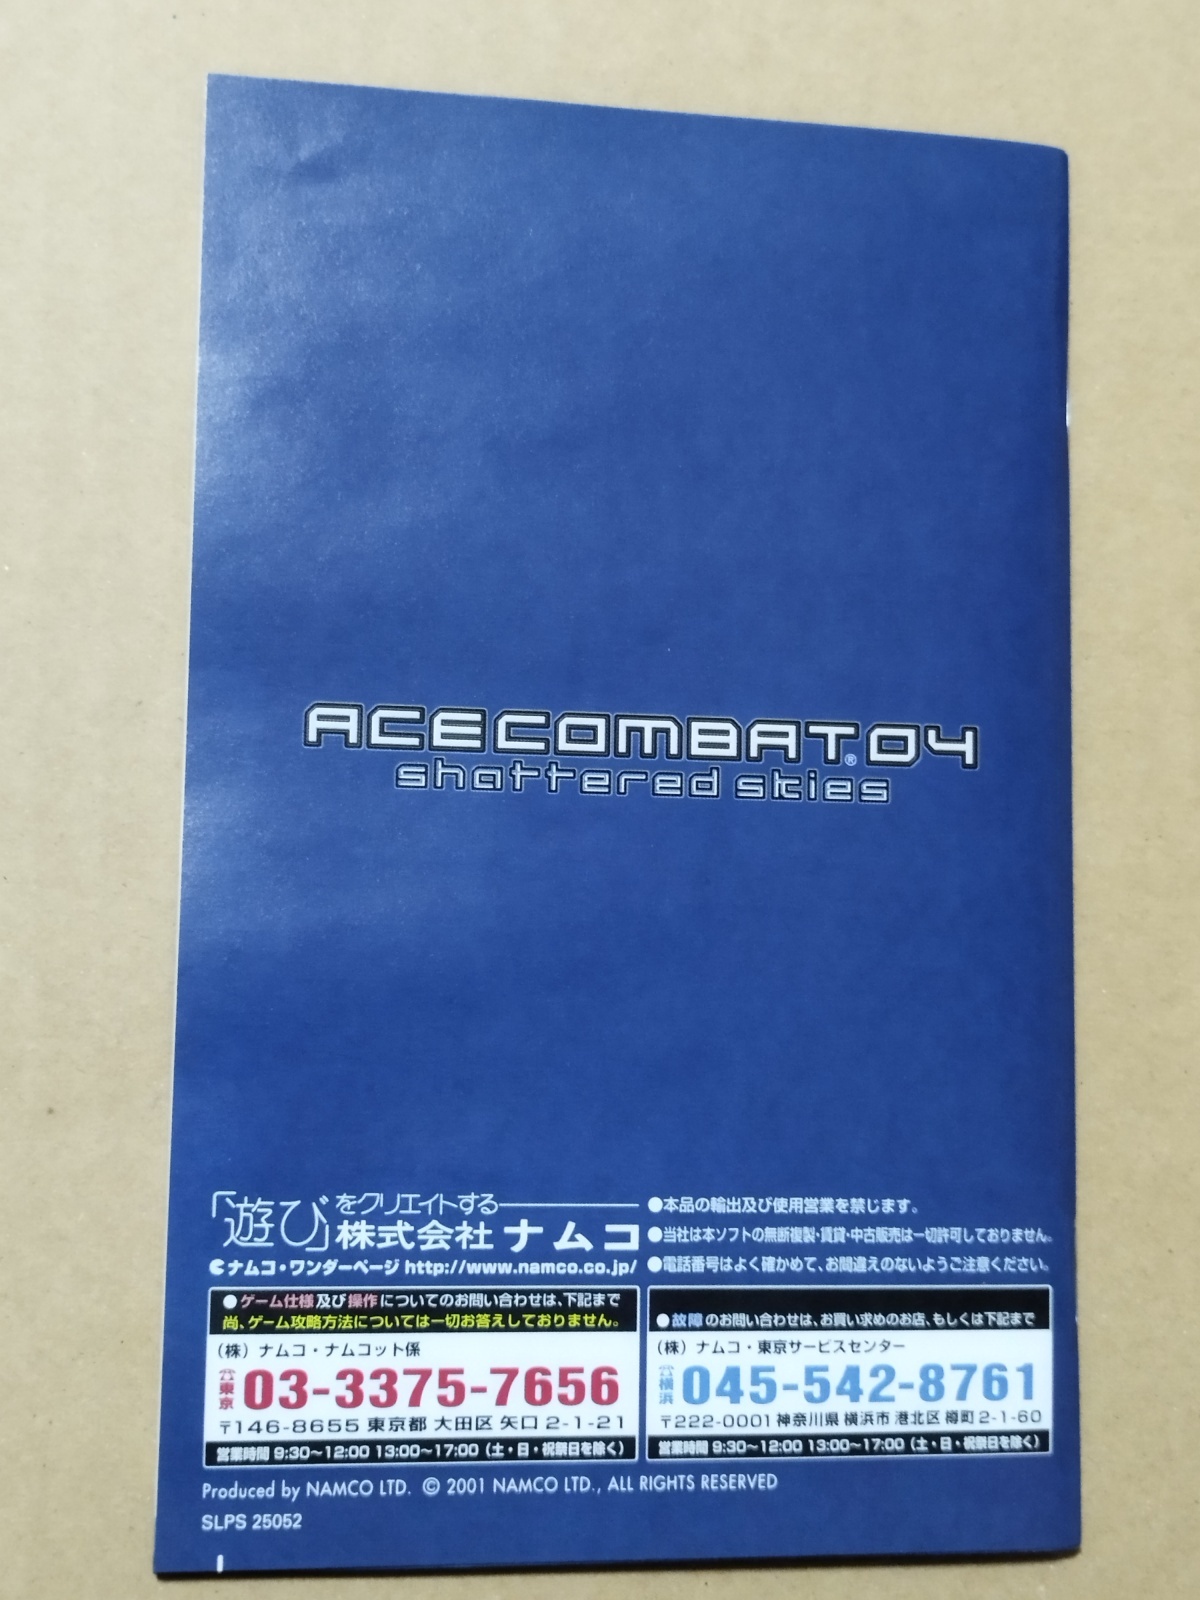 ACECOMBAT®04
shattered skies
「遊び」をクリエイトする
株式会社ナムコ
ナムコ・ワンダーページ http://www.namco.co.jp/
●本品の輸出及び使用営業を禁じます。
●当社は本ソフトの無断複製・賃貸・中古販売は一切許可しておりません。
●電話番号はよく確かめて、お間違えのないようご注意ください。
●ゲーム仕様及び操作についてのお問い合わせは、下記まで
尚、ゲーム攻略方法については一切お答えしておりません。
（株）ナムコ・ナムコット係
☎東京 03-3375-7656
〒146-8655 東京都 大田区 矢口 2-1-21
営業時間 9:30〜12:00 13:00〜17:00（土・日・祝祭日を除く）
●故障のお問い合わせは、お買い求めのお店、もしくは下記まで
（株）ナムコ・東京サービスセンター
☎横浜 045-542-8761
〒222-0001 神奈川県 横浜市 港北区 樽町 2-1-60
営業時間 9:30〜12:00 13:00〜17:00（土・日・祝祭日を除く）
Produced by NAMCO LTD. © 2001 NAMCO LTD., ALL RIGHTS RESERVED
SLPS 25052